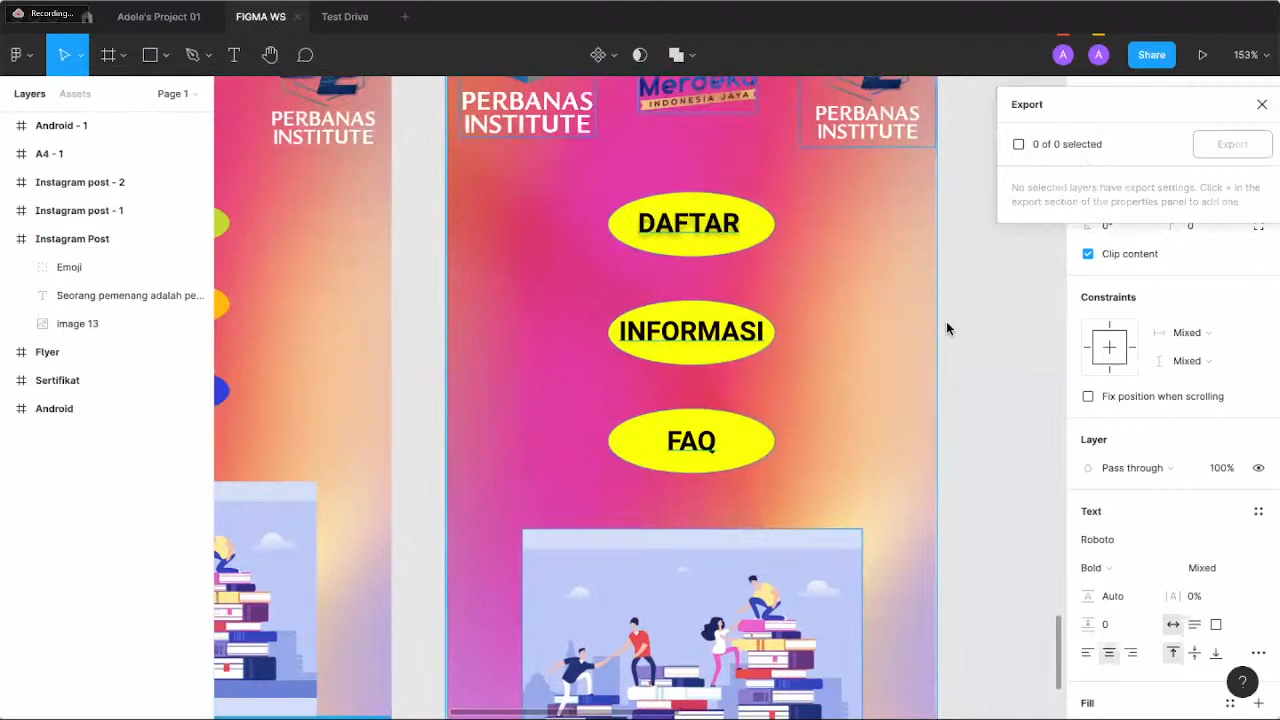 Recording...
Adele's Project 01
FIGMA WS
Test Drive
A
A
Share
153%
Layers
Assets
Page 1
Android - 1
A4 - 1
Instagram post - 2
Instagram post - 1
Instagram Post
Emoji
Seorang pemenang adalah pe...
image 13
Flyer
Sertifikat
Android
PERBANAS
INSTITUTE
PERBANAS
INSTITUTE
Merdeka
INDONESIA JAYA
PERBANAS
INSTITUTE
DAFTAR
INFORMASI
FAQ
Export
0 of 0 selected
Export
No selected layers have export settings. Click + in the
export section of the properties panel to add one
0°
0
Clip content
Constraints
Mixed
Mixed
Fix position when scrolling
Layer
Pass through
100%
Text
Roboto
Bold
Mixed
Auto
0%
0
Fill
?